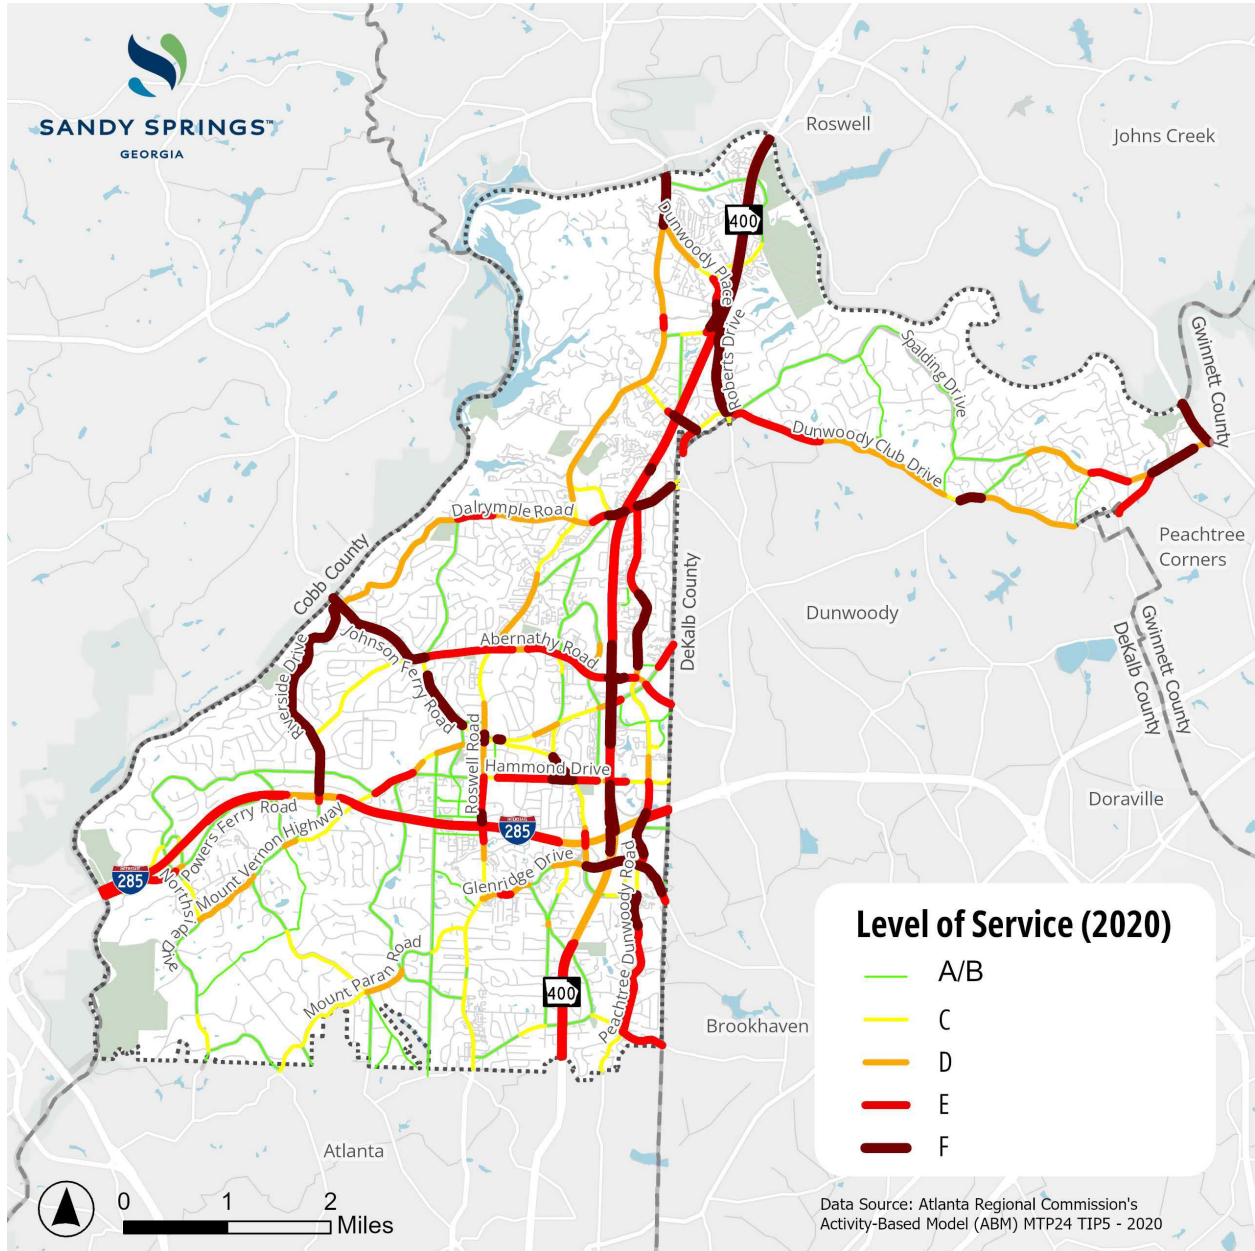 SANDY SPRINGS™
GEORGIA
Roswell
Johns Creek
400
Dunwoody Place
Roberts Drive
Spalding Drive
Gwinnett County
Dunwoody Club Drive
Dalrymple Road
Peachtree
Corners
Cobb County
DeKalb County
Dunwoody
Gwinnett County
DeKalb County
Johnson Ferry Road
Abernathy Road
Riverside Drive
Roswell Road
Hammond Drive
Doraville
Powers Ferry Road
Mount Vernon Highway
285
285
Glenridge Drive
Northside Drive
Peachtree Dunwoody Road
Mount Paran Road
400
Brookhaven
Atlanta
Level of Service (2020)
A/B
C
D
E
F
0 1 2
Miles
Data Source: Atlanta Regional Commission's
Activity-Based Model (ABM) MTP24 TIP5 - 2020